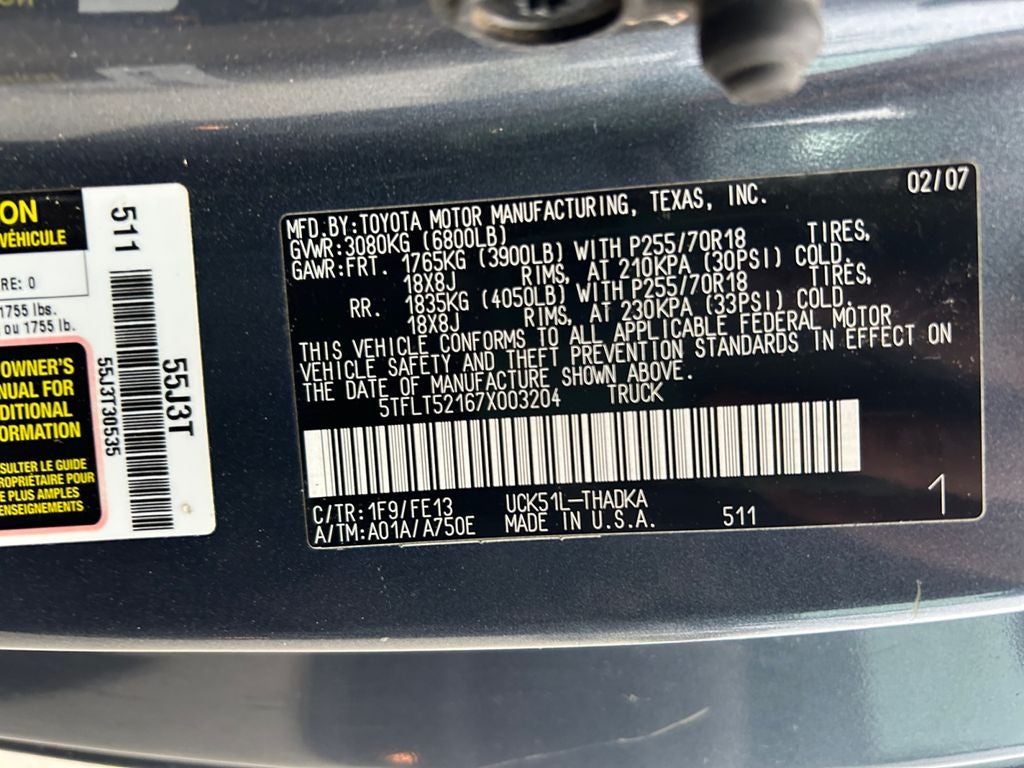 ON
VÉHICULE
RE: 0
1755 lbs.
ou 1755 lb.
OWNER'S
NUAL FOR
DDITIONAL
FORMATION
SULTER LE GUIDE
PROPRIÉTAIRE POUR
E PLUS AMPLES
ENSEIGNEMENTS
511
55J3T30535
55J3T
02/07
MFD.BY:TOYOTA MOTOR MANUFACTURING, TEXAS, INC.
GVWR:3080KG (6800LB)
GAWR:FRT. 1765KG (3900LB) WITH P255/70R18 TIRES,
18X8J RIMS, AT 210KPA (30PSI) COLD.
RR. 1835KG (4050LB) WITH P255/70R18 TIRES,
18X8J RIMS, AT 230KPA (33PSI) COLD.
THIS VEHICLE CONFORMS TO ALL APPLICABLE FEDERAL MOTOR
VEHICLE SAFETY AND THEFT PREVENTION STANDARDS IN EFFECT ON
THE DATE OF MANUFACTURE SHOWN ABOVE.
5TFLT52167X003204 TRUCK
C/TR:1F9/FE13 UCK51L-THADKA
A/TM:A01A/A750E MADE IN U.S.A. 511
1